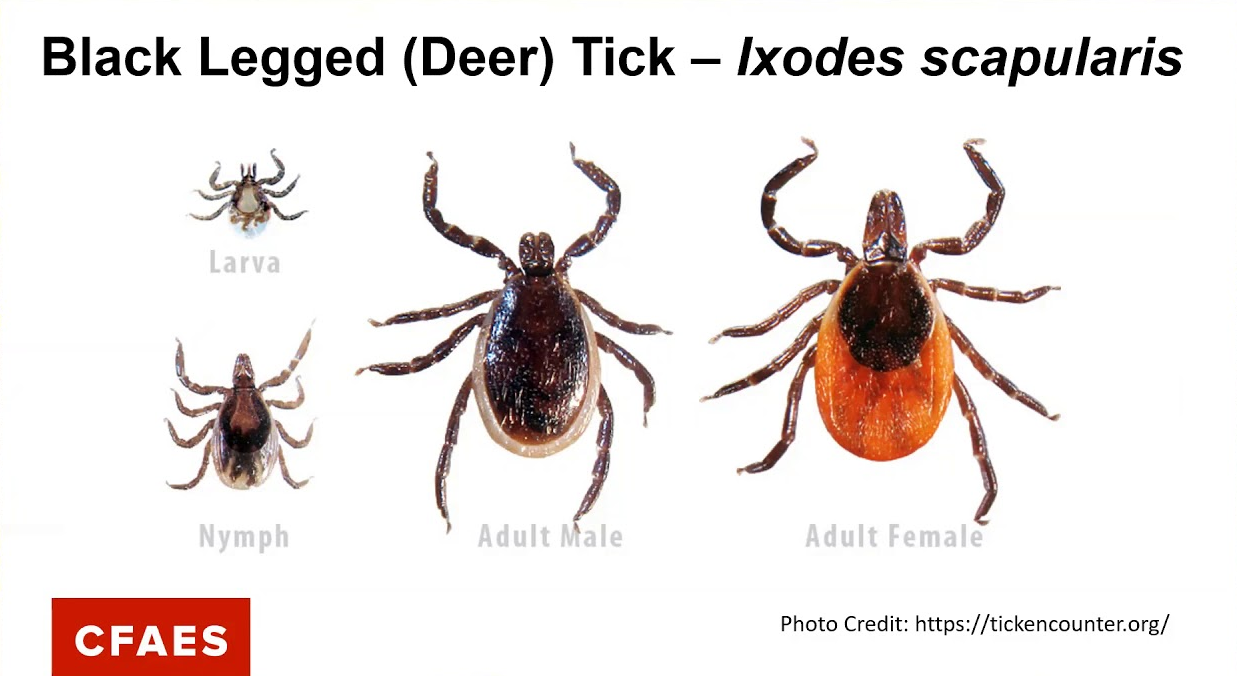 Black Legged (Deer) Tick – Ixodes scapularis
Larva
Nymph
Adult Male
Adult Female
CFAES
Photo Credit: https://tickencounter.org/